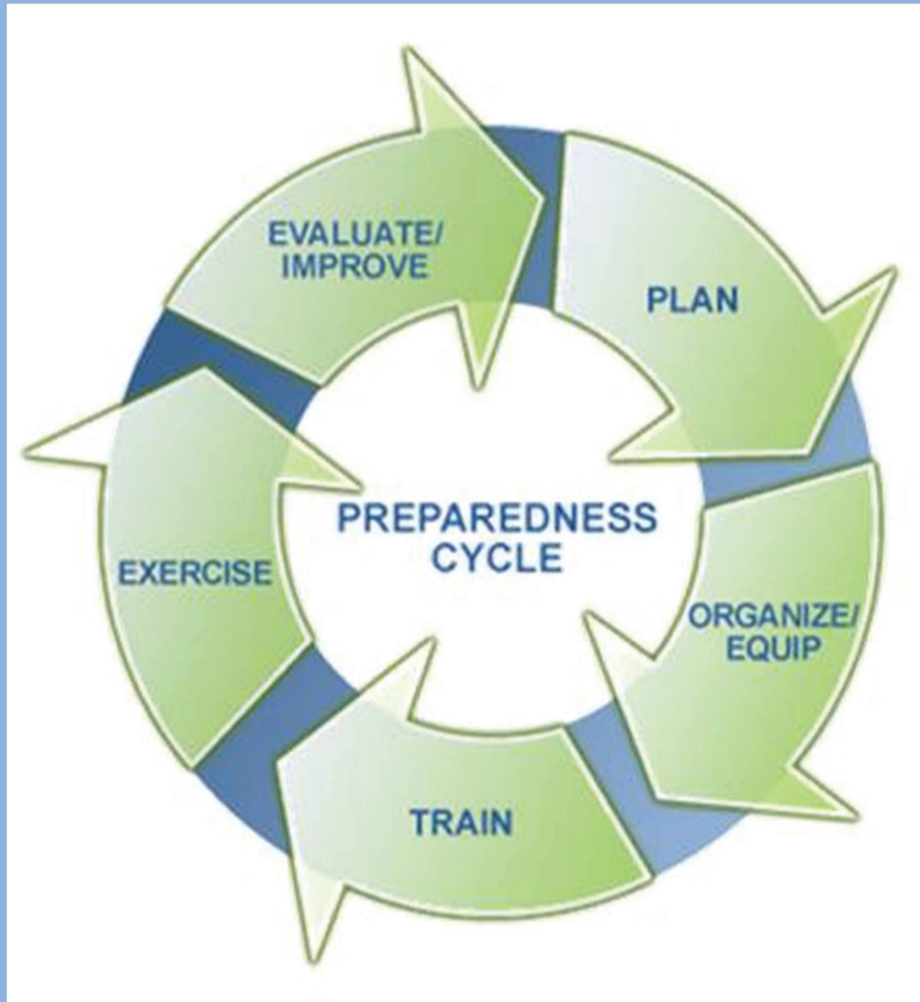 EVALUATE/
IMPROVE
PLAN
PREPAREDNESS
CYCLE
ORGANIZE/
EQUIP
EXERCISE
TRAIN